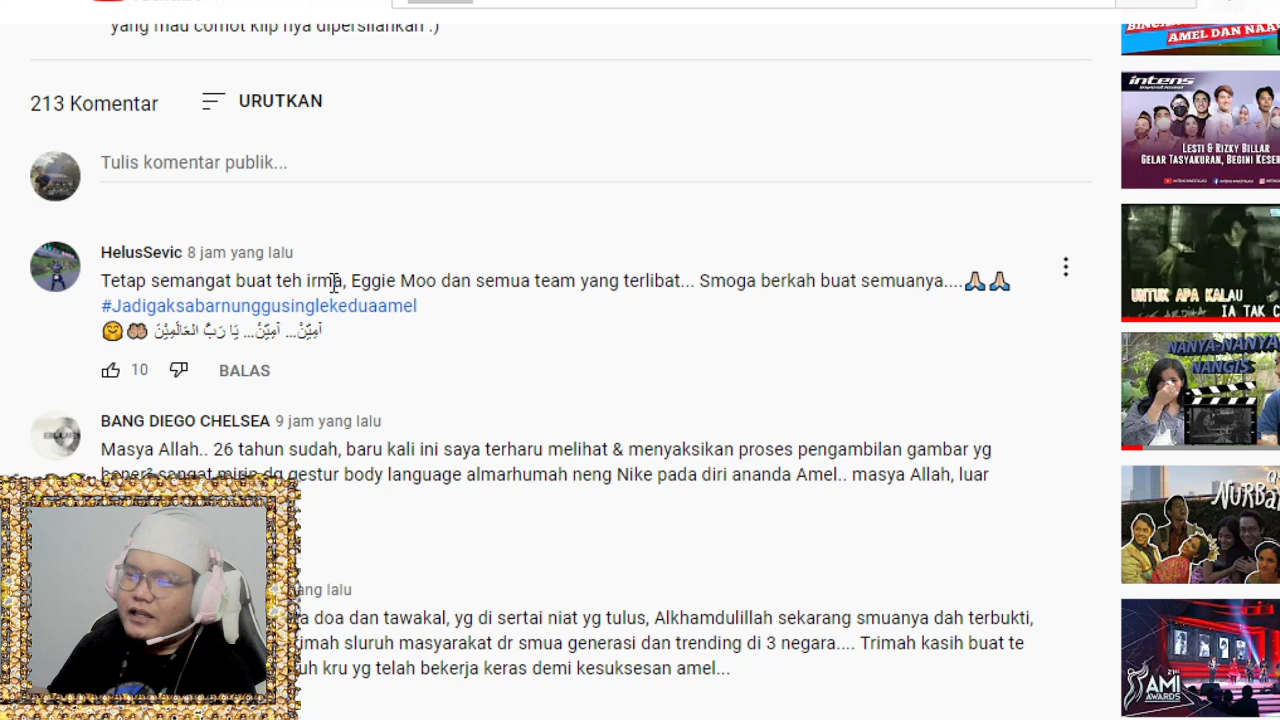 yang mau comot klip nya dipersilahkan :)
213 Komentar
URUTKAN
Tulis komentar publik...
HelusSevic 8 jam yang lalu
Tetap semangat buat teh irma, Eggie Moo dan semua team yang terlibat... Smoga berkah buat semuanya....🙏🏻🙏🏻
#Jadigaksabarnunggusinglekeduaamel
🤗🤲🏽 آمِيّنْ... آمِيّنْ... يَا رَبَّ العَالَمِيْنَ
10
BALAS
BANG DIEGO CHELSEA 9 jam yang lalu
Masya Allah.. 26 tahun sudah, baru kali ini saya terharu melihat & menyaksikan proses pengambilan gambar yg
bener² sangat mirip dg gestur body language almarhumah neng Nike pada diri ananda Amel.. masya Allah, luar
ang lalu
doa dan tawakal, yg di sertai niat yg tulus, Alkhamdulillah sekarang smuanya dah terbukti,
sluruh masyarakat dr smua generasi dan trending di 3 negara.... Trimah kasih buat te
kru yg telah bekerja keras demi kesuksesan amel...
AMEL DAN NAA
intens
LESTI & RIZKY BILLAR
GELAR TASYAKURAN, BEGINI KESE
UNTUK APA KALAU
IA TAK C
NANYA-NANYA
NANGIS
NURBA
AMI
AWARDS